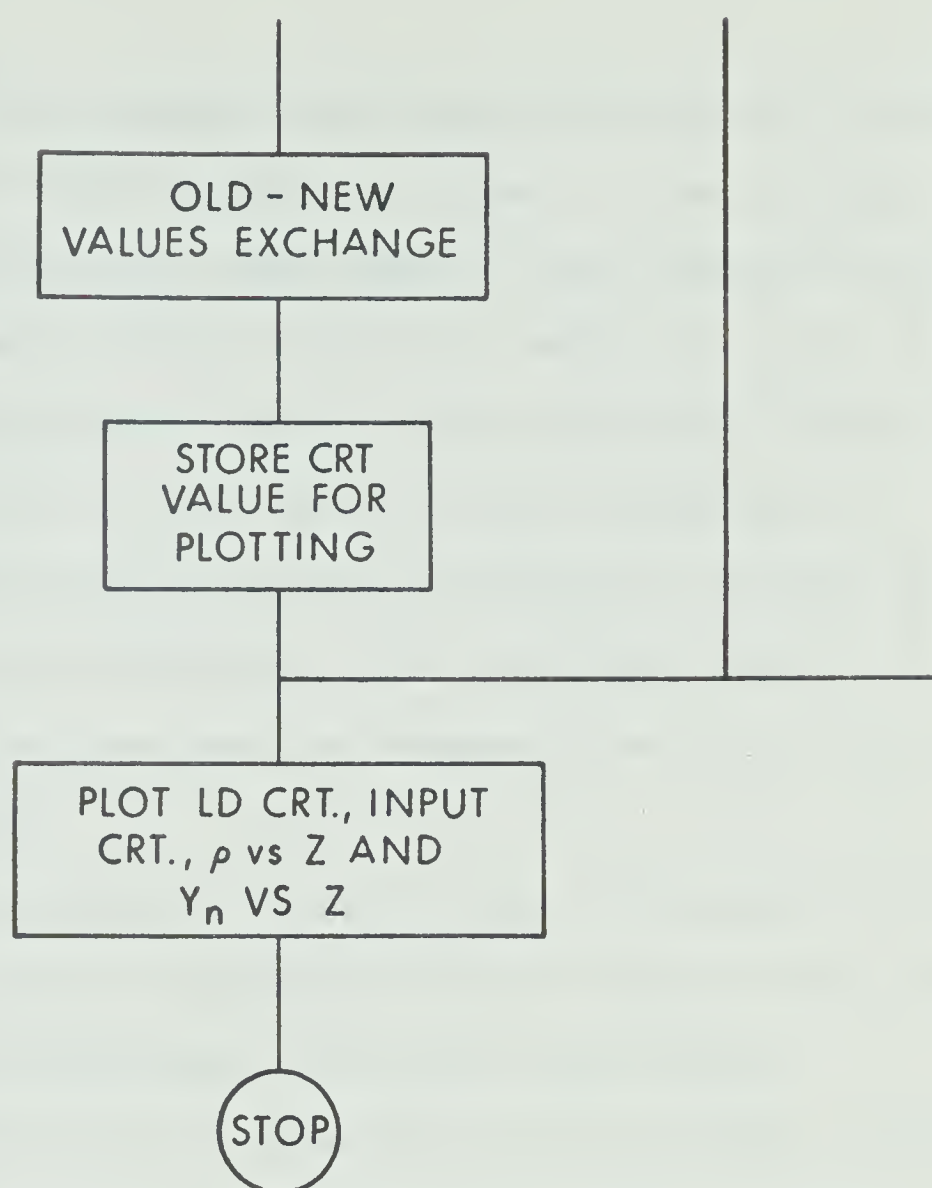 OLD - NEW
VALUES EXCHANGE
STORE CRT
VALUE FOR
PLOTTING
PLOT LD CRT., INPUT
CRT., ρ vs Z AND
Yₙ VS Z
STOP